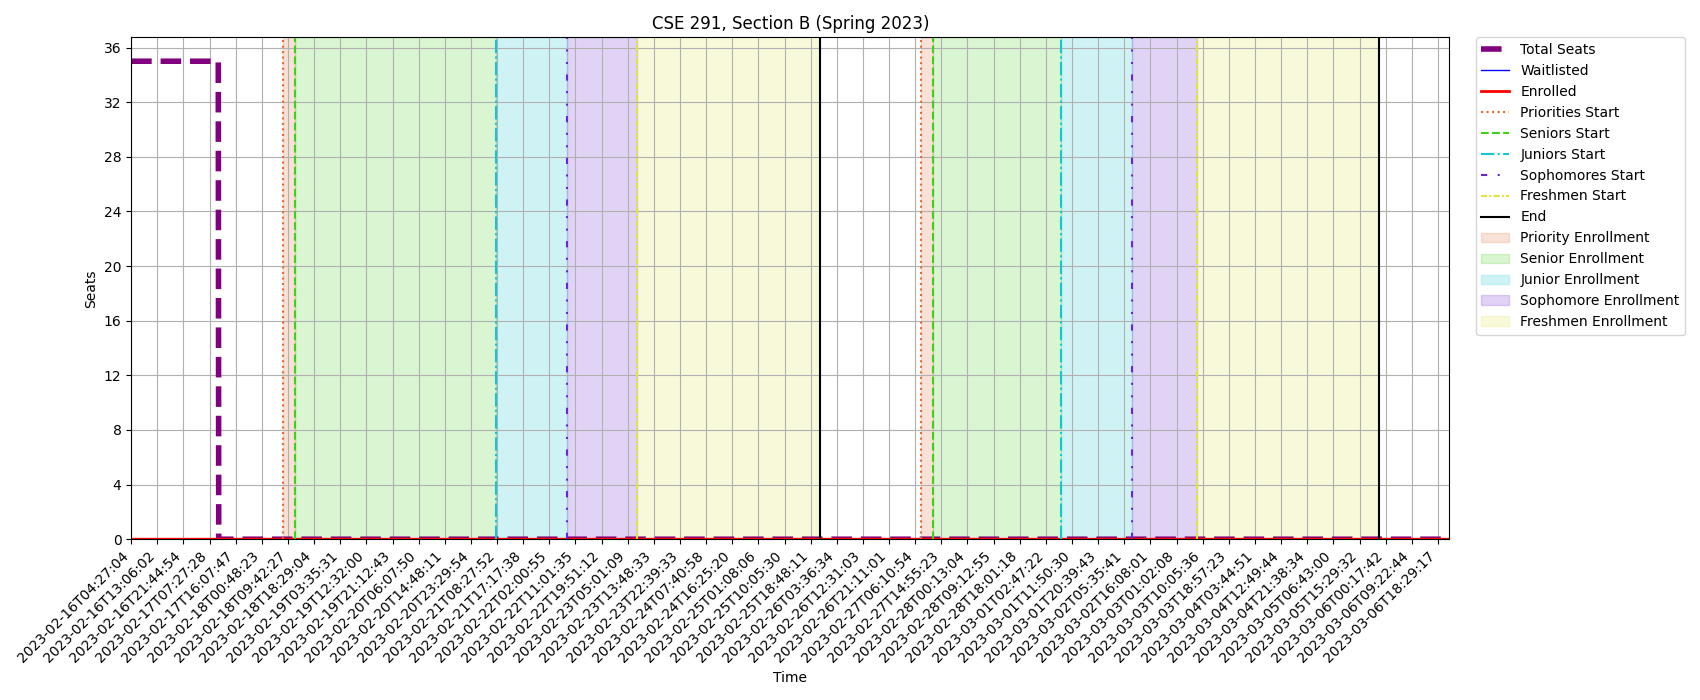 CSE 291, Section B (Spring 2023)
36
32
28
24
20
16
12
8
4
0
Seats
2023-02-16T04:27:04
2023-02-16T13:06:02
2023-02-16T21:44:54
2023-02-17T07:27:28
2023-02-17T16:07:47
2023-02-18T00:48:23
2023-02-18T09:42:27
2023-02-18T18:29:04
2023-02-19T03:35:31
2023-02-19T12:32:00
2023-02-19T21:12:43
2023-02-20T06:07:50
2023-02-20T14:48:11
2023-02-20T23:29:54
2023-02-21T08:27:52
2023-02-21T17:17:38
2023-02-22T02:00:55
2023-02-22T11:01:35
2023-02-22T19:51:12
2023-02-23T05:01:09
2023-02-23T13:48:33
2023-02-23T22:39:33
2023-02-24T07:40:58
2023-02-24T16:25:20
2023-02-25T01:08:06
2023-02-25T10:05:30
2023-02-25T18:48:11
2023-02-26T03:36:34
2023-02-26T12:31:03
2023-02-26T21:11:01
2023-02-27T06:10:54
2023-02-27T14:55:23
2023-02-28T00:13:04
2023-02-28T09:12:55
2023-02-28T18:01:18
2023-03-01T02:47:22
2023-03-01T11:50:30
2023-03-01T20:39:43
2023-03-02T05:35:41
2023-03-02T16:08:01
2023-03-03T01:02:08
2023-03-03T10:05:36
2023-03-03T18:57:23
2023-03-04T03:44:51
2023-03-04T12:49:44
2023-03-04T21:38:34
2023-03-05T06:43:00
2023-03-05T15:29:32
2023-03-06T00:17:42
2023-03-06T09:22:44
2023-03-06T18:29:17
Time
Total Seats
Waitlisted
Enrolled
Priorities Start
Seniors Start
Juniors Start
Sophomores Start
Freshmen Start
End
Priority Enrollment
Senior Enrollment
Junior Enrollment
Sophomore Enrollment
Freshmen Enrollment